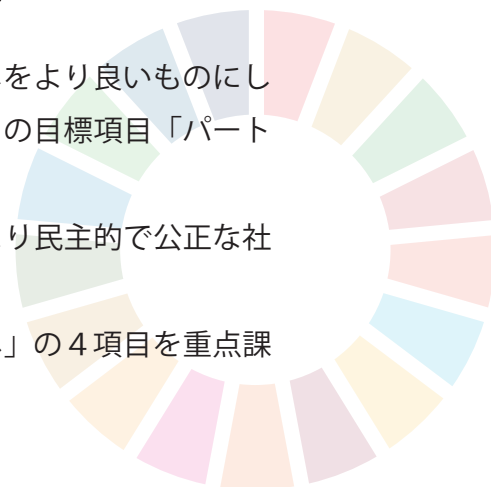 をより良いものにし
の目標項目「パート
り民主的で公正な社
」の４項目を重点課